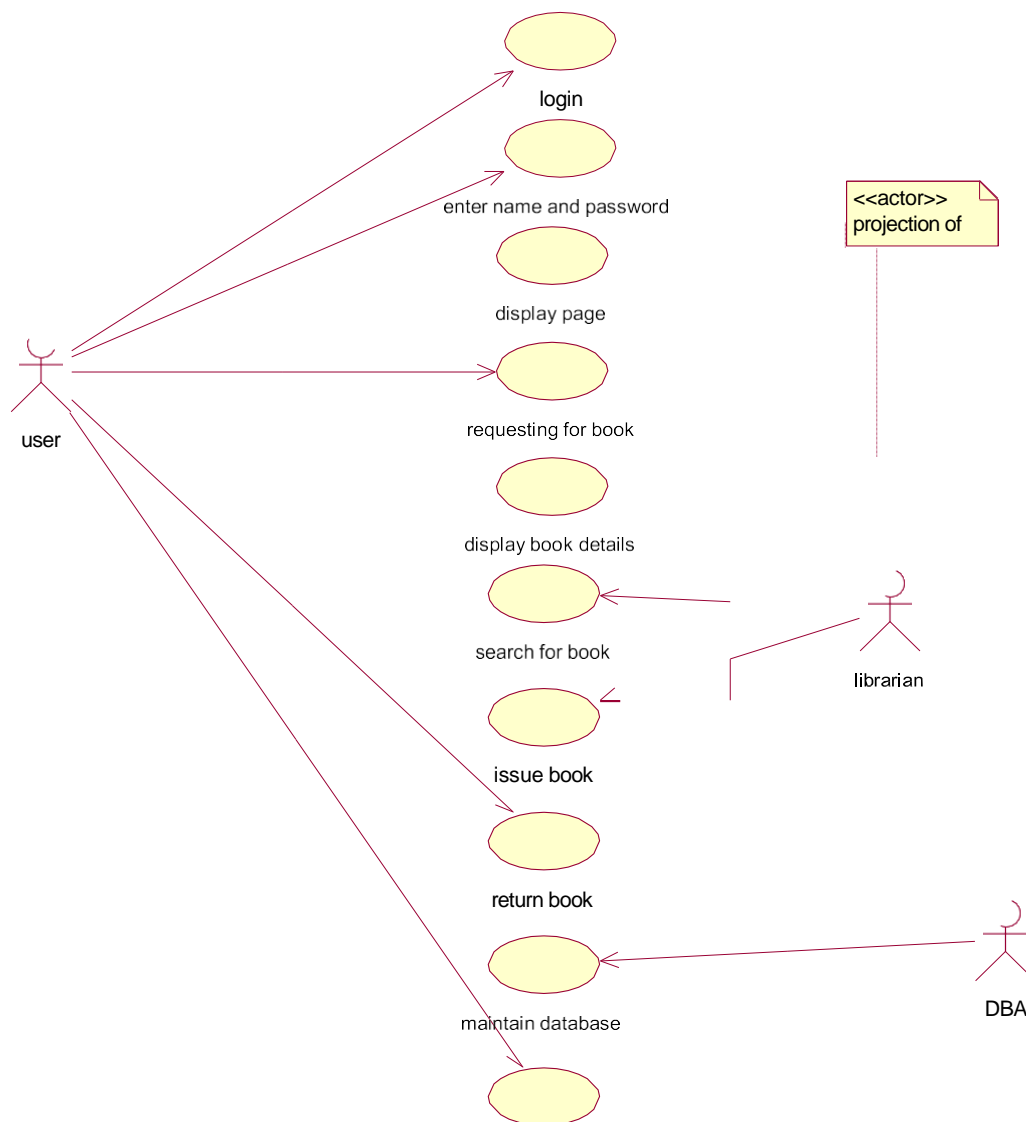 login
enter name and password
<<actor>>
projection of
display page
requesting for book
user
display book details
search for book
librarian
issue book
return book
DBA
maintain database